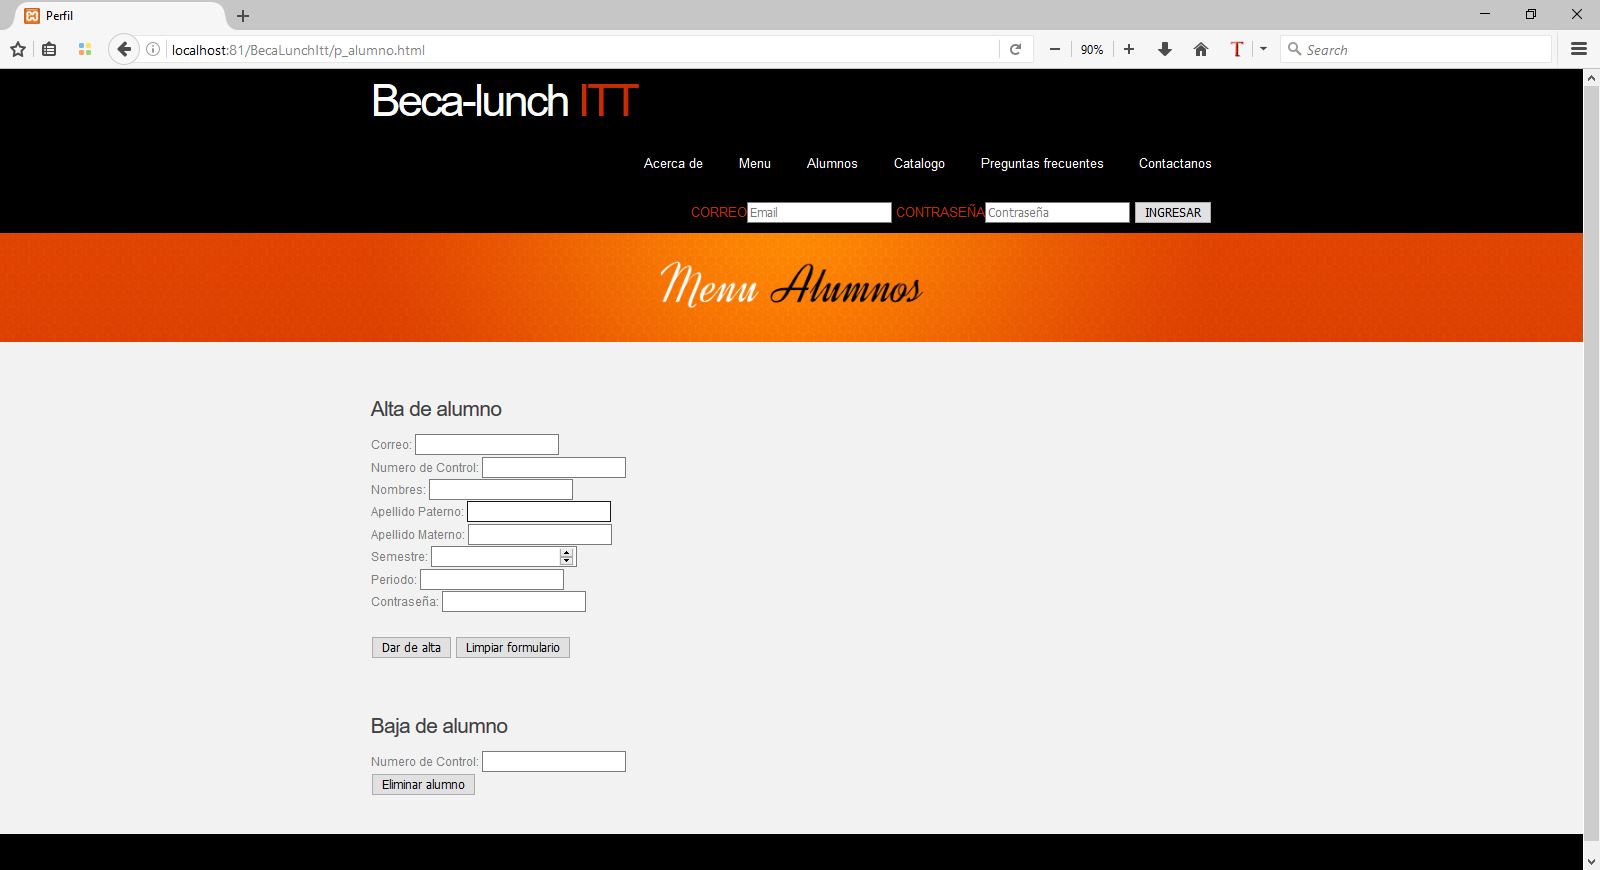 Perfil
localhost:81/BecaLunchItt/p_alumno.html
90%
T
Search
Beca-lunch ITT
Acerca de Menu Alumnos Catalogo Preguntas frecuentes Contactanos
CORREO Email CONTRASEÑA Contraseña INGRESAR
Menu Alumnos
Alta de alumno
Correo:
Numero de Control:
Nombres:
Apellido Paterno:
Apellido Materno:
Semestre:
Periodo:
Contraseña:
Dar de alta Limpiar formulario
Baja de alumno
Numero de Control:
Eliminar alumno